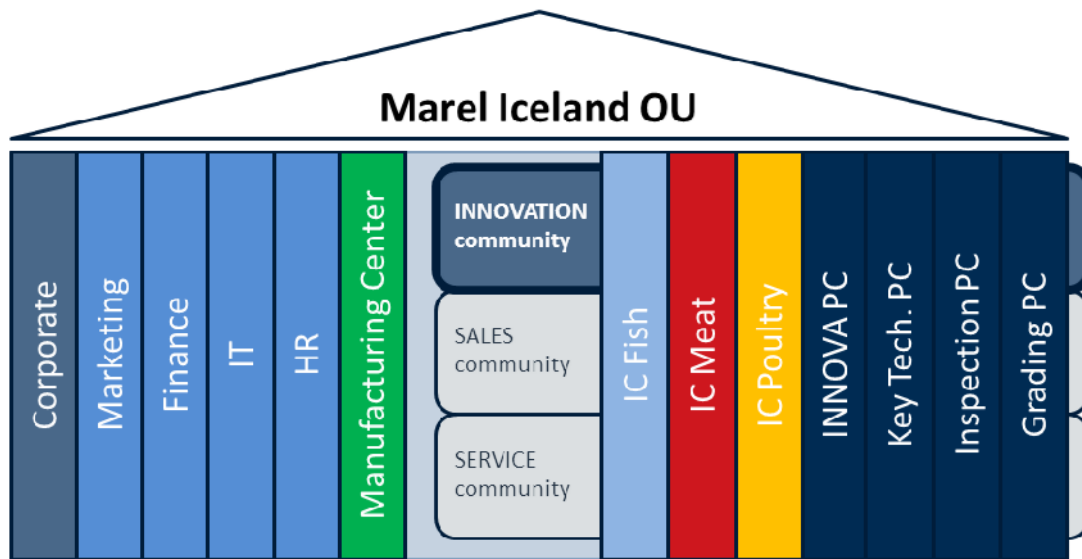 Marel Iceland OU
Corporate
Marketing
Finance
IT
HR
Manufacturing Center
INNOVATION
community
SALES
community
SERVICE
community
IC Fish
IC Meat
IC Poultry
INNOVA PC
Key Tech. PC
Inspection PC
Grading PC